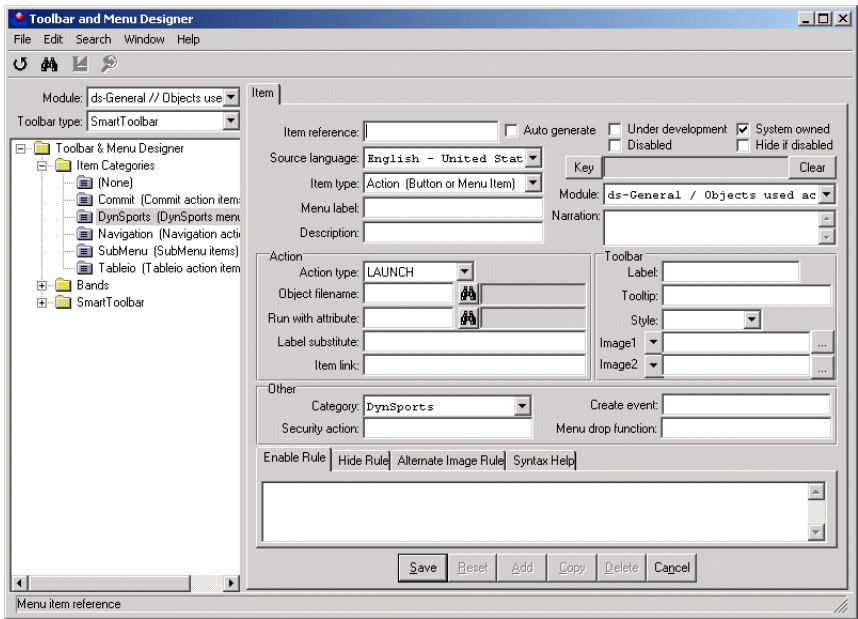 Toolbar and Menu Designer
File Edit Search Window Help
Module: ds-General // Objects use
Toolbar type: SmartToolbar
Toolbar & Menu Designer
Item Categories
(None)
Commit (Commit action item
DynSports (DynSports menu
Navigation (Navigation acti
SubMenu (SubMenu items)
Tableio (Tableio action item
Bands
SmartToolbar
Item
Item reference:
Auto generate
Under development
System owned
Disabled
Hide if disabled
Source language: English - United Stat
Key
Clear
Item type: Action (Button or Menu Item)
Module: ds-General / Objects used ac
Menu label:
Narration:
Description:
Action
Action type: LAUNCH
Object filename:
Run with attribute:
Label substitute:
Item link:
Toolbar
Label:
Tooltip:
Style:
Image1
...
Image2
...
Other
Category: DynSports
Create event:
Security action:
Menu drop function:
Enable Rule Hide Rule Alternate Image Rule Syntax Help
Save Reset Add Copy Delete Cancel
Menu item reference